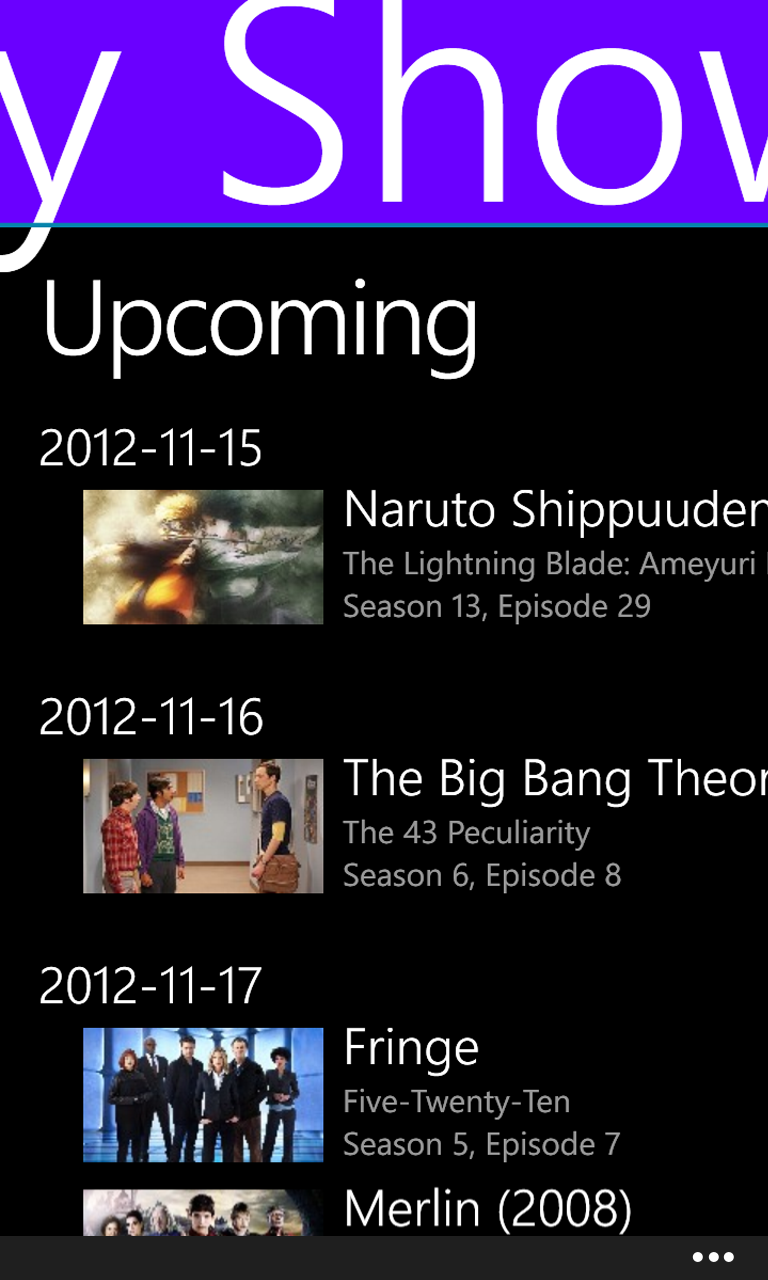 y Show
Upcoming
2012-11-15
Naruto Shippuuden
The Lightning Blade: Ameyuri
Season 13, Episode 29
2012-11-16
The Big Bang Theor
The 43 Peculiarity
Season 6, Episode 8
2012-11-17
Fringe
Five-Twenty-Ten
Season 5, Episode 7
Merlin (2008)